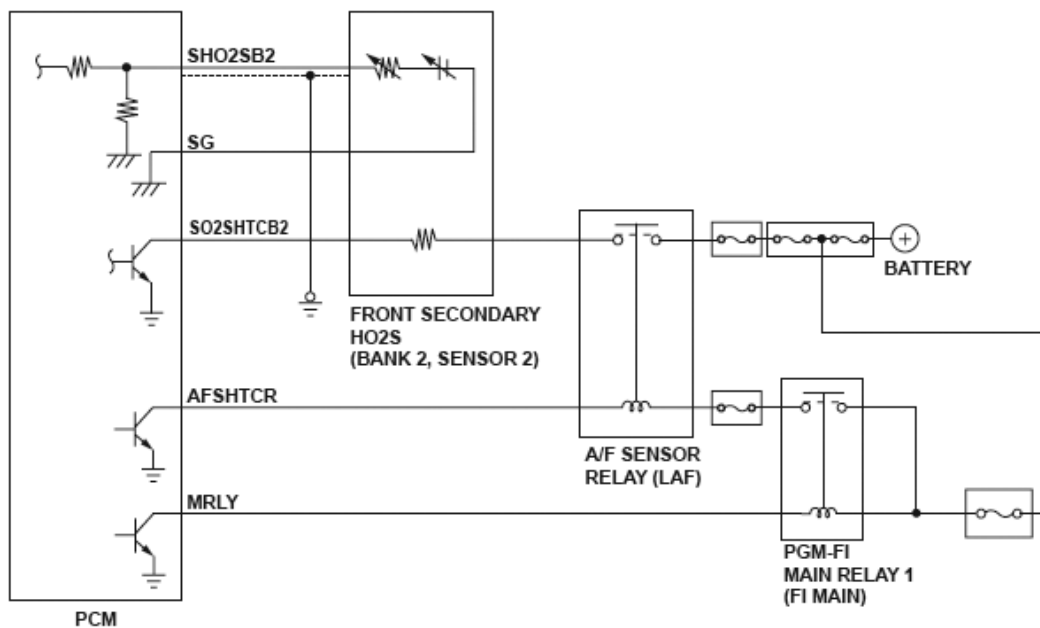 SHO2SB2
SG
SO2SHTCB2
BATTERY
FRONT SECONDARY
HO2S
(BANK 2, SENSOR 2)
AFSHTCR
A/F SENSOR
RELAY (LAF)
MRLY
PGM-FI
MAIN RELAY 1
(FI MAIN)
PCM